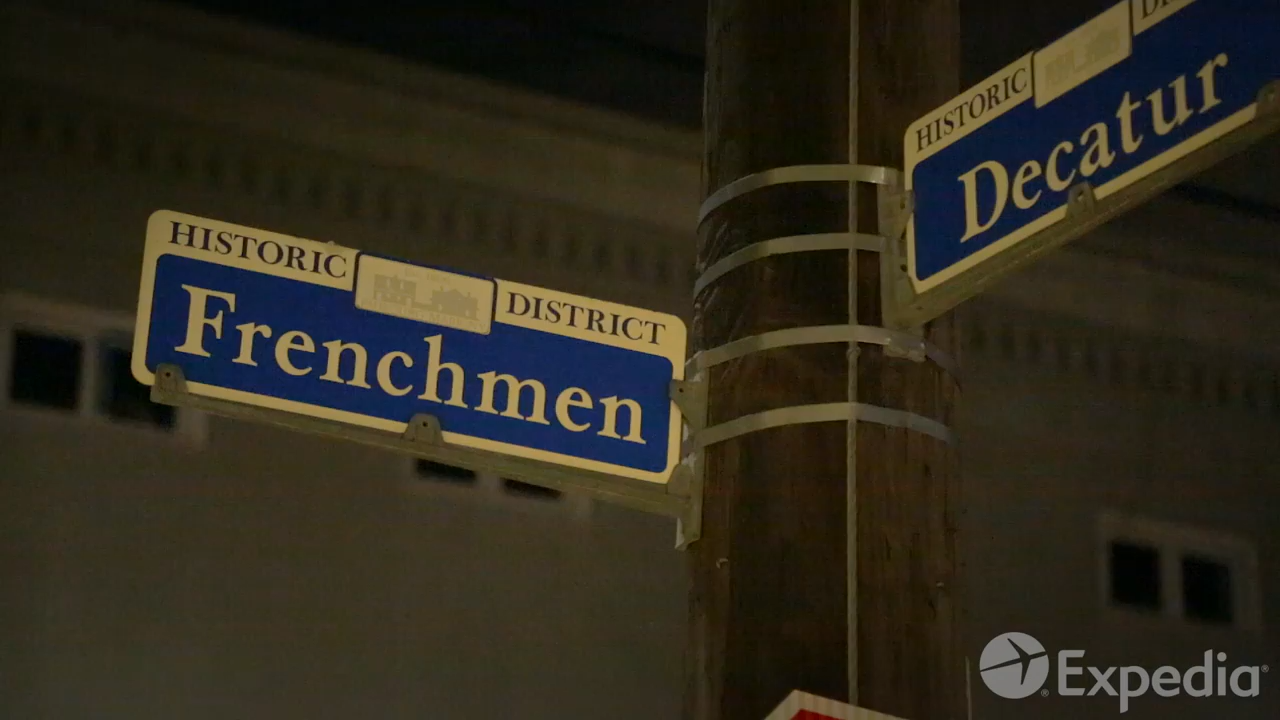 HISTORIC DISTRICT
Frenchmen
HISTORIC
Decatur
Expedia®